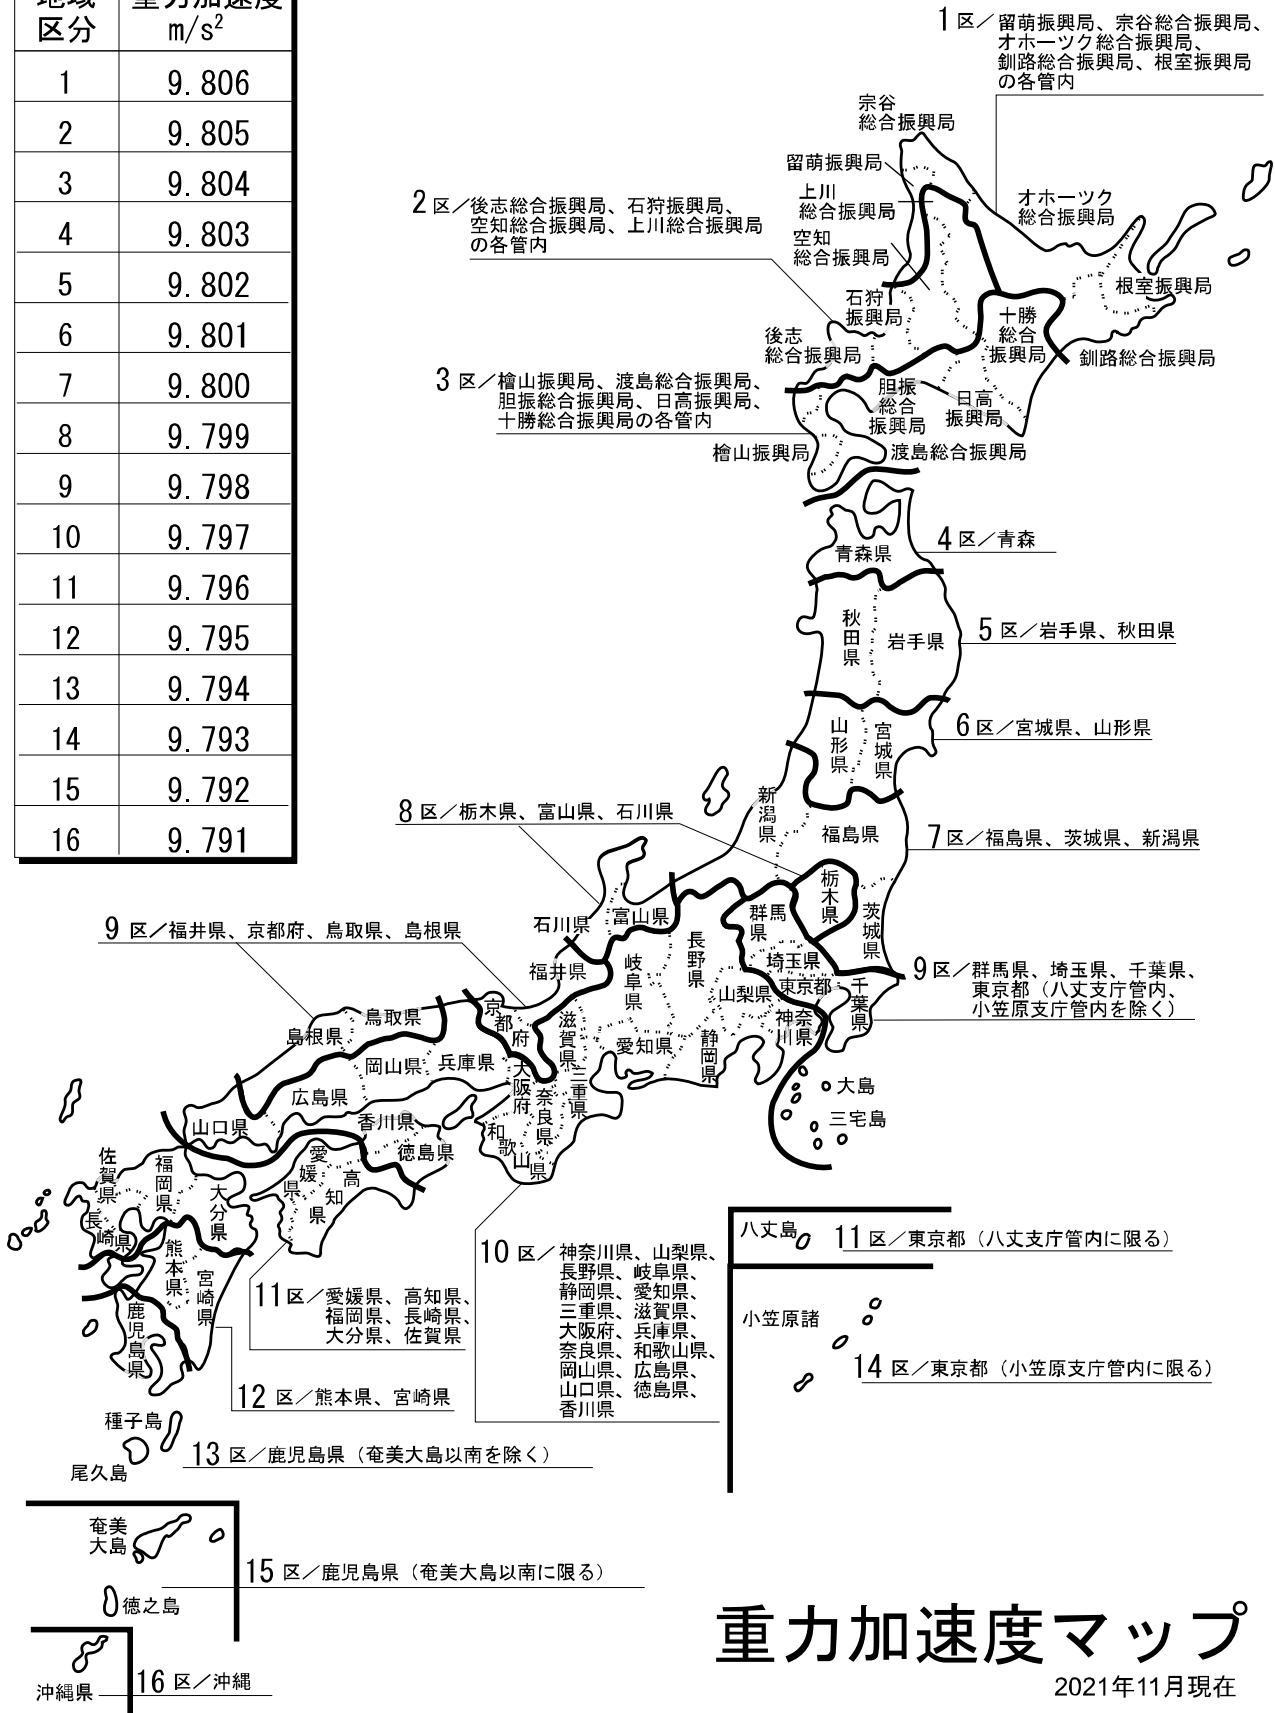 地域 重力加速度
区分 m/s²
1 9.806
2 9.805
3 9.804
4 9.803
5 9.802
6 9.801
7 9.800
8 9.799
9 9.798
10 9.797
11 9.796
12 9.795
13 9.794
14 9.793
15 9.792
16 9.791
1 区／留萌振興局、宗谷総合振興局、
オホーツク総合振興局、
釧路総合振興局、根室振興局
の各管内
宗谷
総合振興局
留萌振興局
上川
総合振興局
空知
総合振興局
オホーツク
総合振興局
2 区／後志総合振興局、石狩振興局、
空知総合振興局、上川総合振興局
の各管内
根室振興局
石狩
振興局
十勝
総合
振興局
後志
総合振興局
釧路総合振興局
3 区／檜山振興局、渡島総合振興局、
胆振総合振興局、日高振興局、
十勝総合振興局の各管内
胆振
総合
振興局
日高
振興局
檜山振興局
渡島総合振興局
青森県
4 区／青森
秋田県
岩手県
5 区／岩手県、秋田県
山形県
宮城県
6 区／宮城県、山形県
新潟県
福島県
7 区／福島県、茨城県、新潟県
8 区／栃木県、富山県、石川県
栃木県
茨城県
群馬県
石川県
富山県
9 区／福井県、京都府、鳥取県、島根県
長野県
福井県
岐阜県
埼玉県
東京都
千葉県
山梨県
神奈川県
9 区／群馬県、埼玉県、千葉県、
東京都（八丈支庁管内、
小笠原支庁管内を除く）
京都府
鳥取県
島根県
滋賀県
愛知県
静岡県
岡山県
兵庫県
大阪府
三重県
奈良県
広島県
山口県
香川県
徳島県
和歌山県
大島
三宅島
愛媛県
高知県
佐賀県
福岡県
大分県
長崎県
熊本県
宮崎県
鹿児島県
八丈島
11 区／東京都（八丈支庁管内に限る）
10 区／神奈川県、山梨県、
長野県、岐阜県、
静岡県、愛知県、
三重県、滋賀県、
大阪府、兵庫県、
奈良県、和歌山県、
岡山県、広島県、
山口県、徳島県、
香川県
11 区／愛媛県、高知県、
福岡県、長崎県、
大分県、佐賀県
小笠原諸
14 区／東京都（小笠原支庁管内に限る）
12 区／熊本県、宮崎県
種子島
13 区／鹿児島県（奄美大島以南を除く）
尾久島
奄美
大島
15 区／鹿児島県（奄美大島以南に限る）
徳之島
沖縄県
16 区／沖縄
重力加速度マップ
2021年11月現在